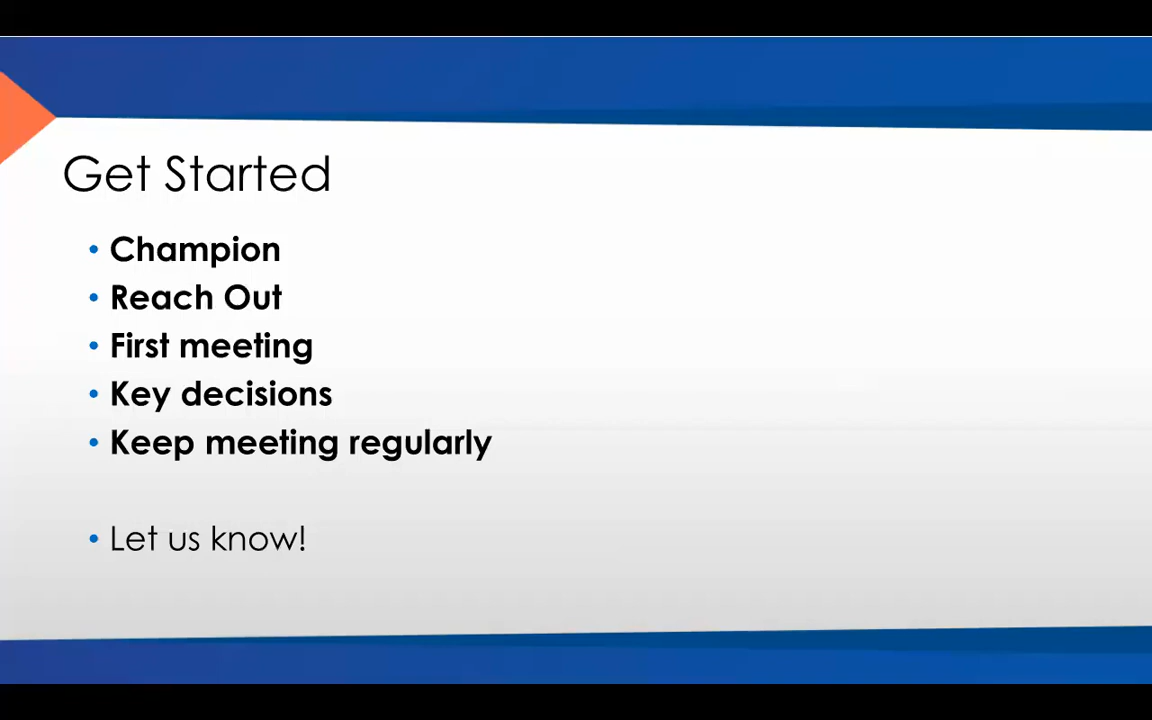 Get Started
• Champion
• Reach Out
• First meeting
• Key decisions
• Keep meeting regularly
• Let us know!